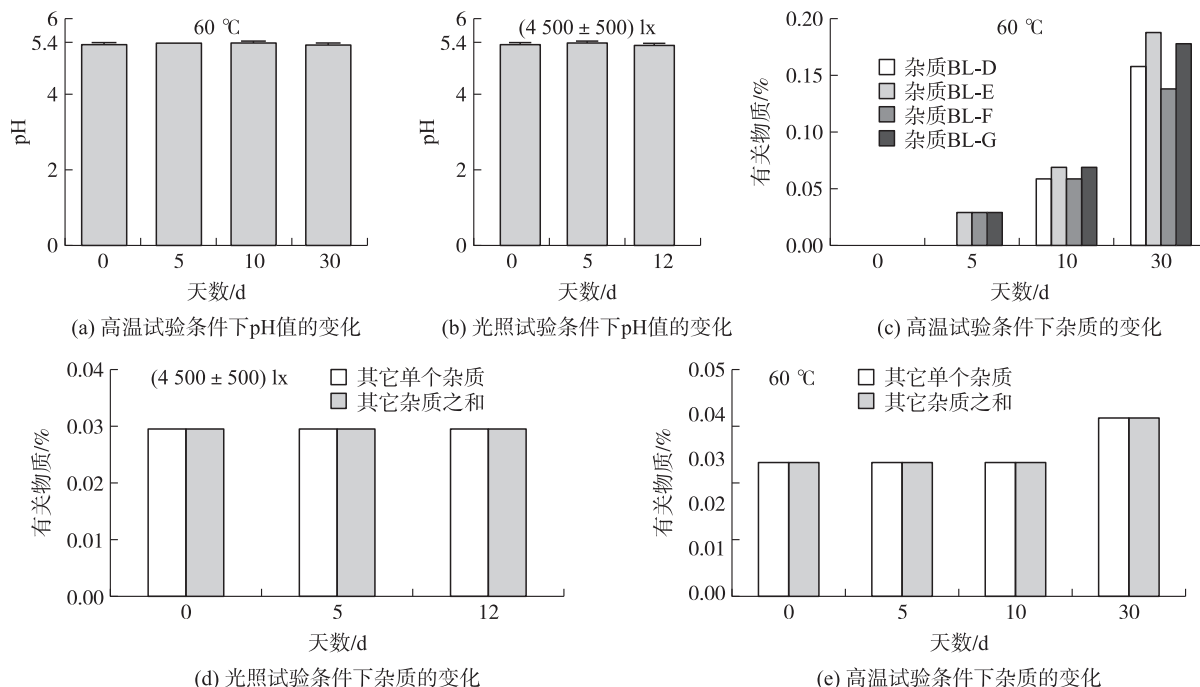 60 ℃
6
5.4
4
2
0
pH
0 5 10 30
天数/d
(a) 高温试验条件下pH值的变化
(4 500 ± 500) lx
6
5.4
4
2
0
pH
0 5 12
天数/d
(b) 光照试验条件下pH值的变化
60 ℃
杂质BL-D
杂质BL-E
杂质BL-F
杂质BL-G
0.20
0.15
0.10
0.05
0.00
有关物质/%
0 5 10 30
天数/d
(c) 高温试验条件下杂质的变化
(4 500 ± 500) lx
其它单个杂质
其它杂质之和
0.04
0.03
0.02
0.01
0.00
有关物质/%
0 5 12
天数/d
(d) 光照试验条件下杂质的变化
60 ℃
其它单个杂质
其它杂质之和
0.05
0.04
0.03
0.02
0.01
0.00
有关物质/%
0 5 10 30
天数/d
(e) 高温试验条件下杂质的变化